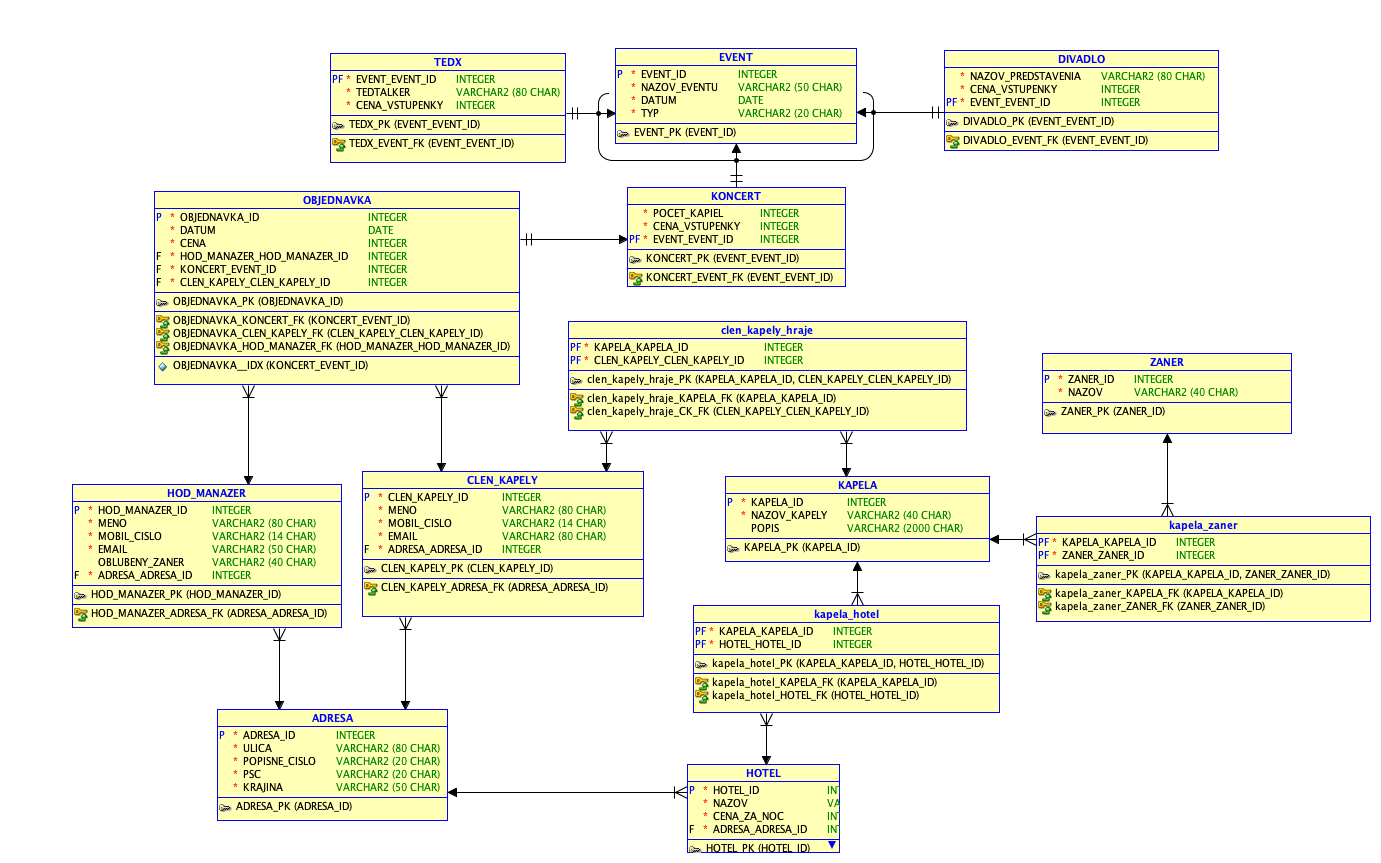 TEDX
PF * EVENT_EVENT_ID INTEGER
* TEDTALKER VARCHAR2 (80 CHAR)
* CENA_VSTUPENKY INTEGER
TEDX_PK (EVENT_EVENT_ID)
TEDX_EVENT_FK (EVENT_EVENT_ID)
EVENT
P * EVENT_ID INTEGER
* NAZOV_EVENTU VARCHAR2 (50 CHAR)
* DATUM DATE
* TYP VARCHAR2 (20 CHAR)
EVENT_PK (EVENT_ID)
DIVADLO
* NAZOV_PREDSTAVENIA VARCHAR2 (80 CHAR)
* CENA_VSTUPENKY INTEGER
PF * EVENT_EVENT_ID INTEGER
DIVADLO_PK (EVENT_EVENT_ID)
DIVADLO_EVENT_FK (EVENT_EVENT_ID)
OBJEDNAVKA
P * OBJEDNAVKA_ID INTEGER
* DATUM DATE
* CENA INTEGER
F * HOD_MANAZER_HOD_MANAZER_ID INTEGER
F * KONCERT_EVENT_ID INTEGER
F * CLEN_KAPELY_CLEN_KAPELY_ID INTEGER
OBJEDNAVKA_PK (OBJEDNAVKA_ID)
OBJEDNAVKA_KONCERT_FK (KONCERT_EVENT_ID)
OBJEDNAVKA_CLEN_KAPELY_FK (CLEN_KAPELY_CLEN_KAPELY_ID)
OBJEDNAVKA_HOD_MANAZER_FK (HOD_MANAZER_HOD_MANAZER_ID)
OBJEDNAVKA__IDX (KONCERT_EVENT_ID)
KONCERT
* POCET_KAPIEL INTEGER
* CENA_VSTUPENKY INTEGER
PF * EVENT_EVENT_ID INTEGER
KONCERT_PK (EVENT_EVENT_ID)
KONCERT_EVENT_FK (EVENT_EVENT_ID)
clen_kapely_hraje
PF * KAPELA_KAPELA_ID INTEGER
PF * CLEN_KAPELY_CLEN_KAPELY_ID INTEGER
clen_kapely_hraje_PK (KAPELA_KAPELA_ID, CLEN_KAPELY_CLEN_KAPELY_ID)
clen_kapely_hraje_KAPELA_FK (KAPELA_KAPELA_ID)
clen_kapely_hraje_CK_FK (CLEN_KAPELY_CLEN_KAPELY_ID)
ZANER
P * ZANER_ID INTEGER
* NAZOV VARCHAR2 (40 CHAR)
ZANER_PK (ZANER_ID)
HOD_MANAZER
P * HOD_MANAZER_ID INTEGER
* MENO VARCHAR2 (80 CHAR)
* MOBIL_CISLO VARCHAR2 (14 CHAR)
* EMAIL VARCHAR2 (50 CHAR)
OBLUBENY_ZANER VARCHAR2 (40 CHAR)
F * ADRESA_ADRESA_ID INTEGER
HOD_MANAZER_PK (HOD_MANAZER_ID)
HOD_MANAZER_ADRESA_FK (ADRESA_ADRESA_ID)
CLEN_KAPELY
P * CLEN_KAPELY_ID INTEGER
* MENO VARCHAR2 (80 CHAR)
* MOBIL_CISLO VARCHAR2 (14 CHAR)
* EMAIL VARCHAR2 (80 CHAR)
F * ADRESA_ADRESA_ID INTEGER
CLEN_KAPELY_PK (CLEN_KAPELY_ID)
CLEN_KAPELY_ADRESA_FK (ADRESA_ADRESA_ID)
KAPELA
P * KAPELA_ID INTEGER
* NAZOV_KAPELY VARCHAR2 (40 CHAR)
POPIS VARCHAR2 (2000 CHAR)
KAPELA_PK (KAPELA_ID)
kapela_zaner
PF * KAPELA_KAPELA_ID INTEGER
PF * ZANER_ZANER_ID INTEGER
kapela_zaner_PK (KAPELA_KAPELA_ID, ZANER_ZANER_ID)
kapela_zaner_KAPELA_FK (KAPELA_KAPELA_ID)
kapela_zaner_ZANER_FK (ZANER_ZANER_ID)
kapela_hotel
PF * KAPELA_KAPELA_ID INTEGER
PF * HOTEL_HOTEL_ID INTEGER
kapela_hotel_PK (KAPELA_KAPELA_ID, HOTEL_HOTEL_ID)
kapela_hotel_KAPELA_FK (KAPELA_KAPELA_ID)
kapela_hotel_HOTEL_FK (HOTEL_HOTEL_ID)
ADRESA
P * ADRESA_ID INTEGER
* ULICA VARCHAR2 (80 CHAR)
* POPISNE_CISLO VARCHAR2 (20 CHAR)
* PSC VARCHAR2 (20 CHAR)
* KRAJINA VARCHAR2 (50 CHAR)
ADRESA_PK (ADRESA_ID)
HOTEL
P * HOTEL_ID INT
* NAZOV VA
* CENA_ZA_NOC INT
F * ADRESA_ADRESA_ID INT
HOTEL_PK (HOTEL_ID)